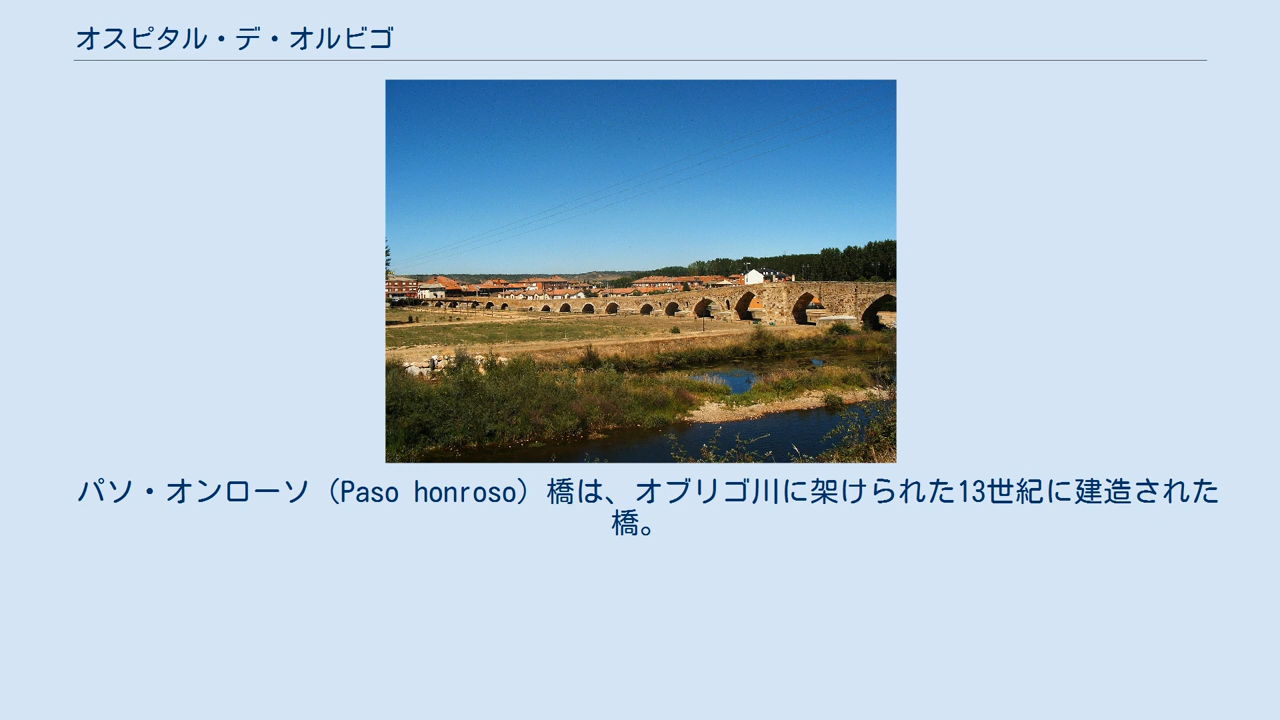 オスピタル・デ・オルビゴ
パソ・オンローソ（Paso honroso）橋は、オブリゴ川に架けられた13世紀に建造された
橋。